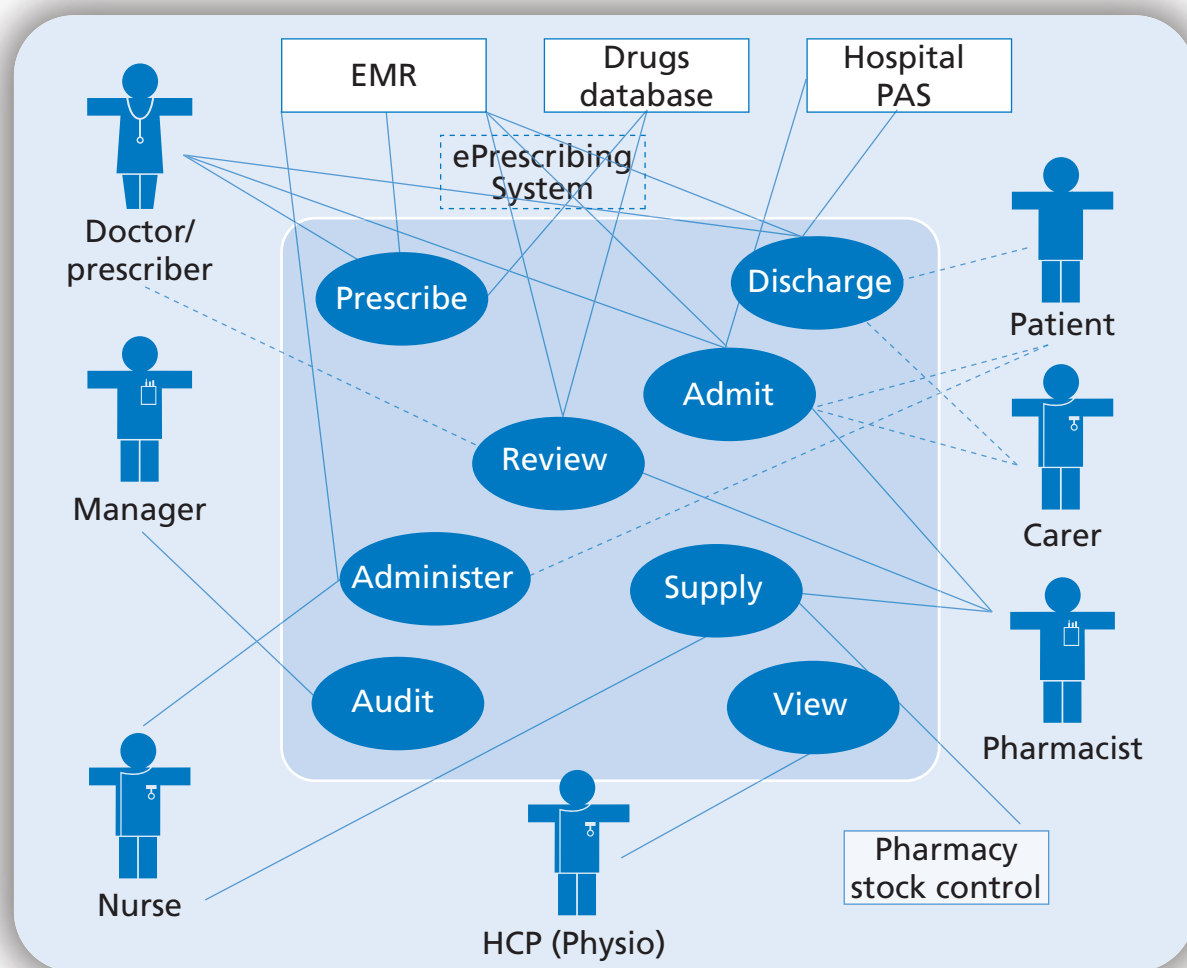 EMR
Drugs
database
Hospital
PAS
ePrescribing
System
Doctor/
prescriber
Patient
Prescribe
Discharge
Manager
Admit
Carer
Review
Administer
Supply
Pharmacist
Audit
View
Nurse
HCP (Physio)
Pharmacy
stock control